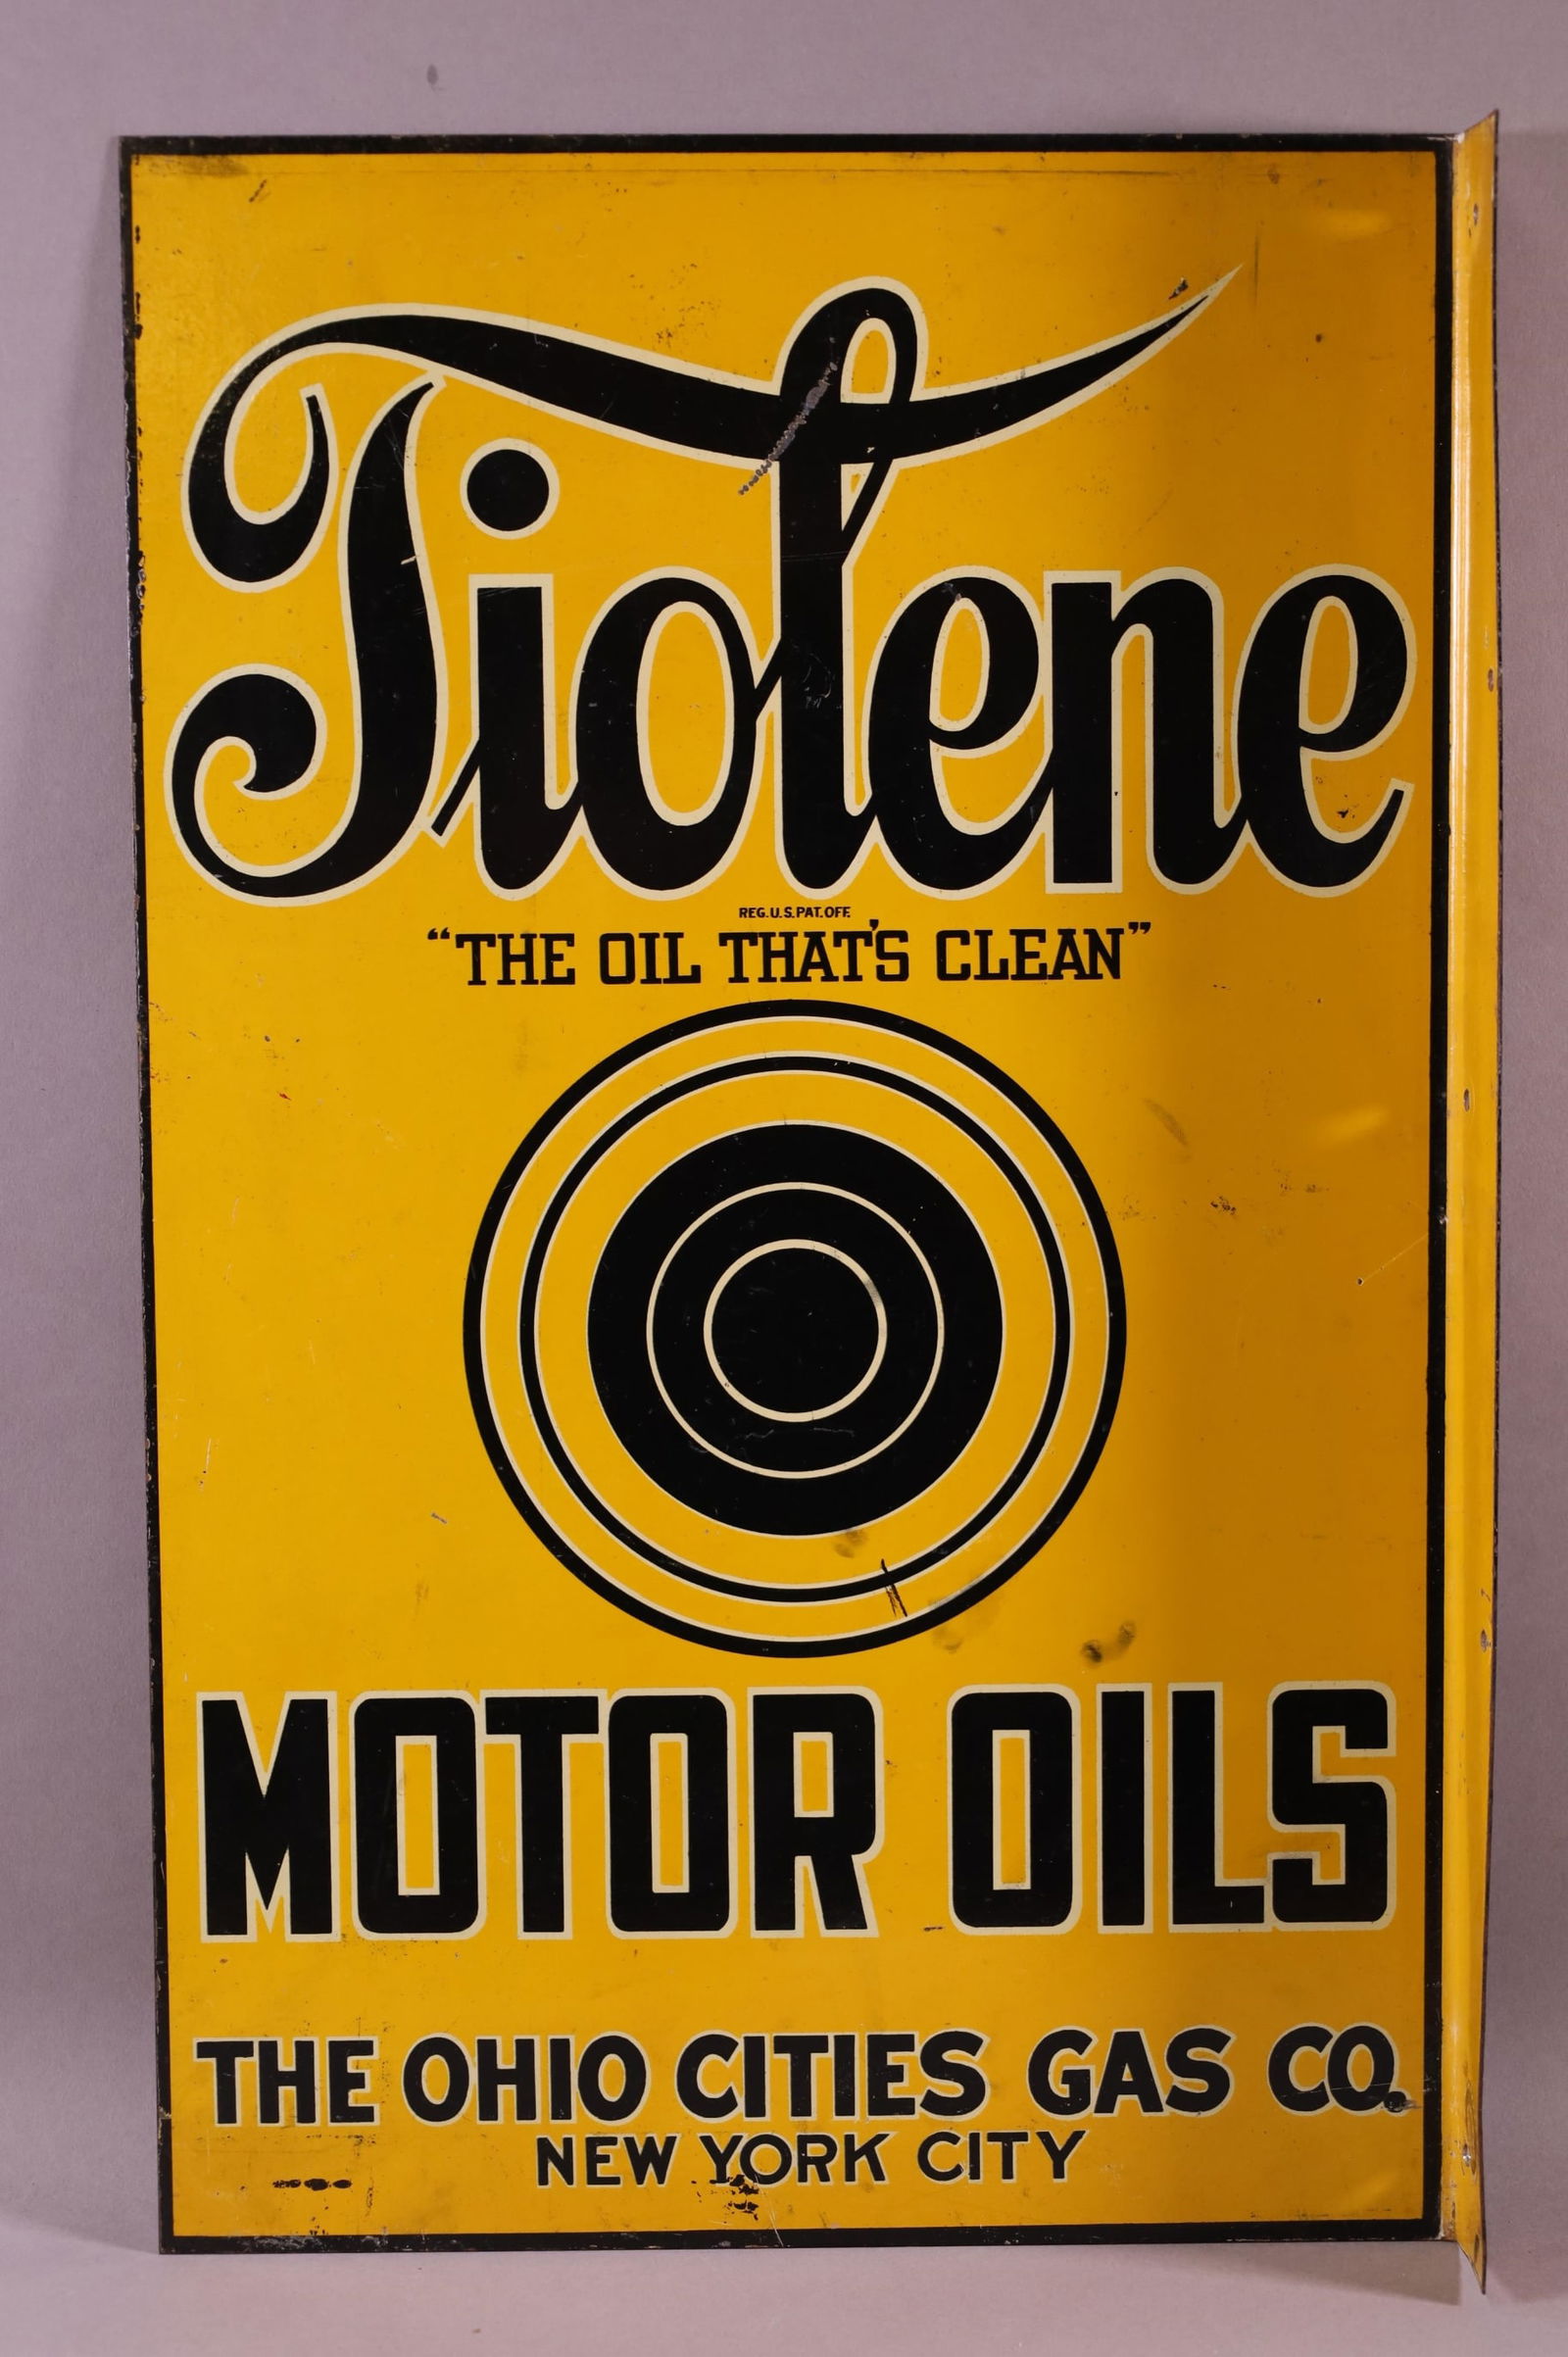 Tiolene
REG. U.S. PAT. OFF.
"THE OIL THAT'S CLEAN"
MOTOR OILS
THE OHIO CITIES GAS CO.
NEW YORK CITY